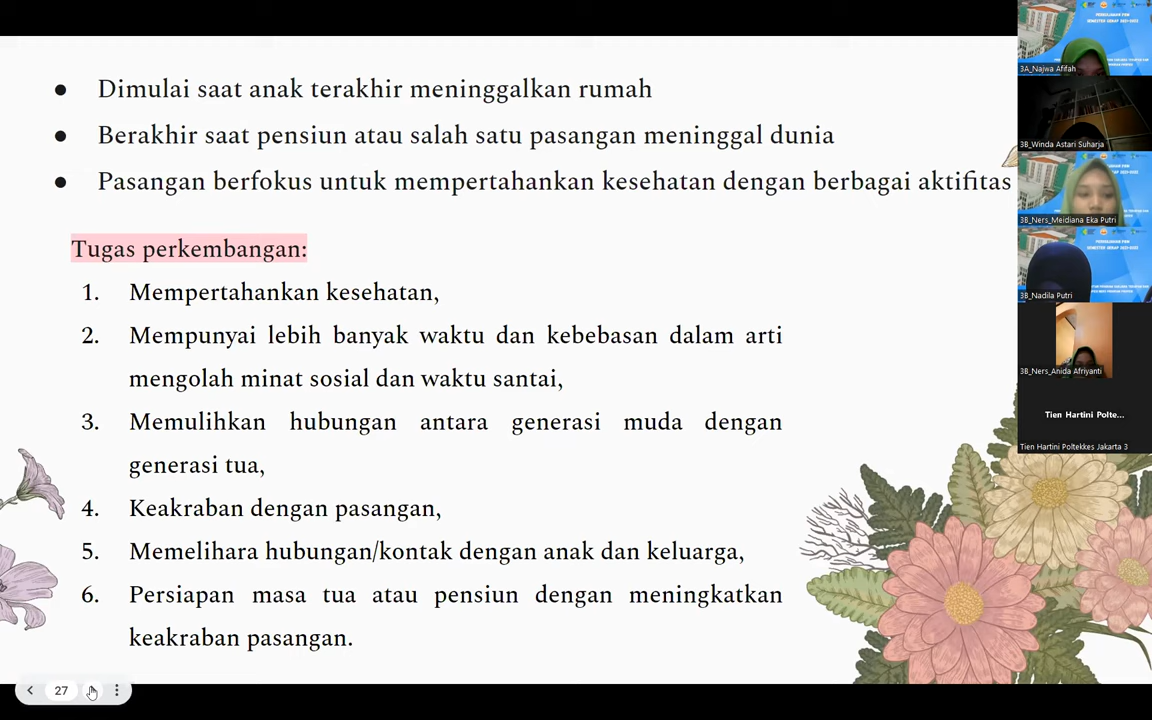 Dimulai saat anak terakhir meninggalkan rumah
Berakhir saat pensiun atau salah satu pasangan meninggal dunia
Pasangan berfokus untuk mempertahankan kesehatan dengan berbagai aktifitas
Tugas perkembangan:
1. Mempertahankan kesehatan,
2. Mempunyai lebih banyak waktu dan kebebasan dalam arti
mengolah minat sosial dan waktu santai,
3. Memulihkan hubungan antara generasi muda dengan
generasi tua,
4. Keakraban dengan pasangan,
5. Memelihara hubungan/kontak dengan anak dan keluarga,
6. Persiapan masa tua atau pensiun dengan meningkatkan
keakraban pasangan.
27
3A_Najwa Afifah
3B_Winda Astari Suharja
3B_Ners_Meidiana Eka Putri
3B_Nadila Putri
3B_Ners_Anida Afriyanti
Tien Hartini Polte...
Tien Hartini Poltekkes Jakarta 3